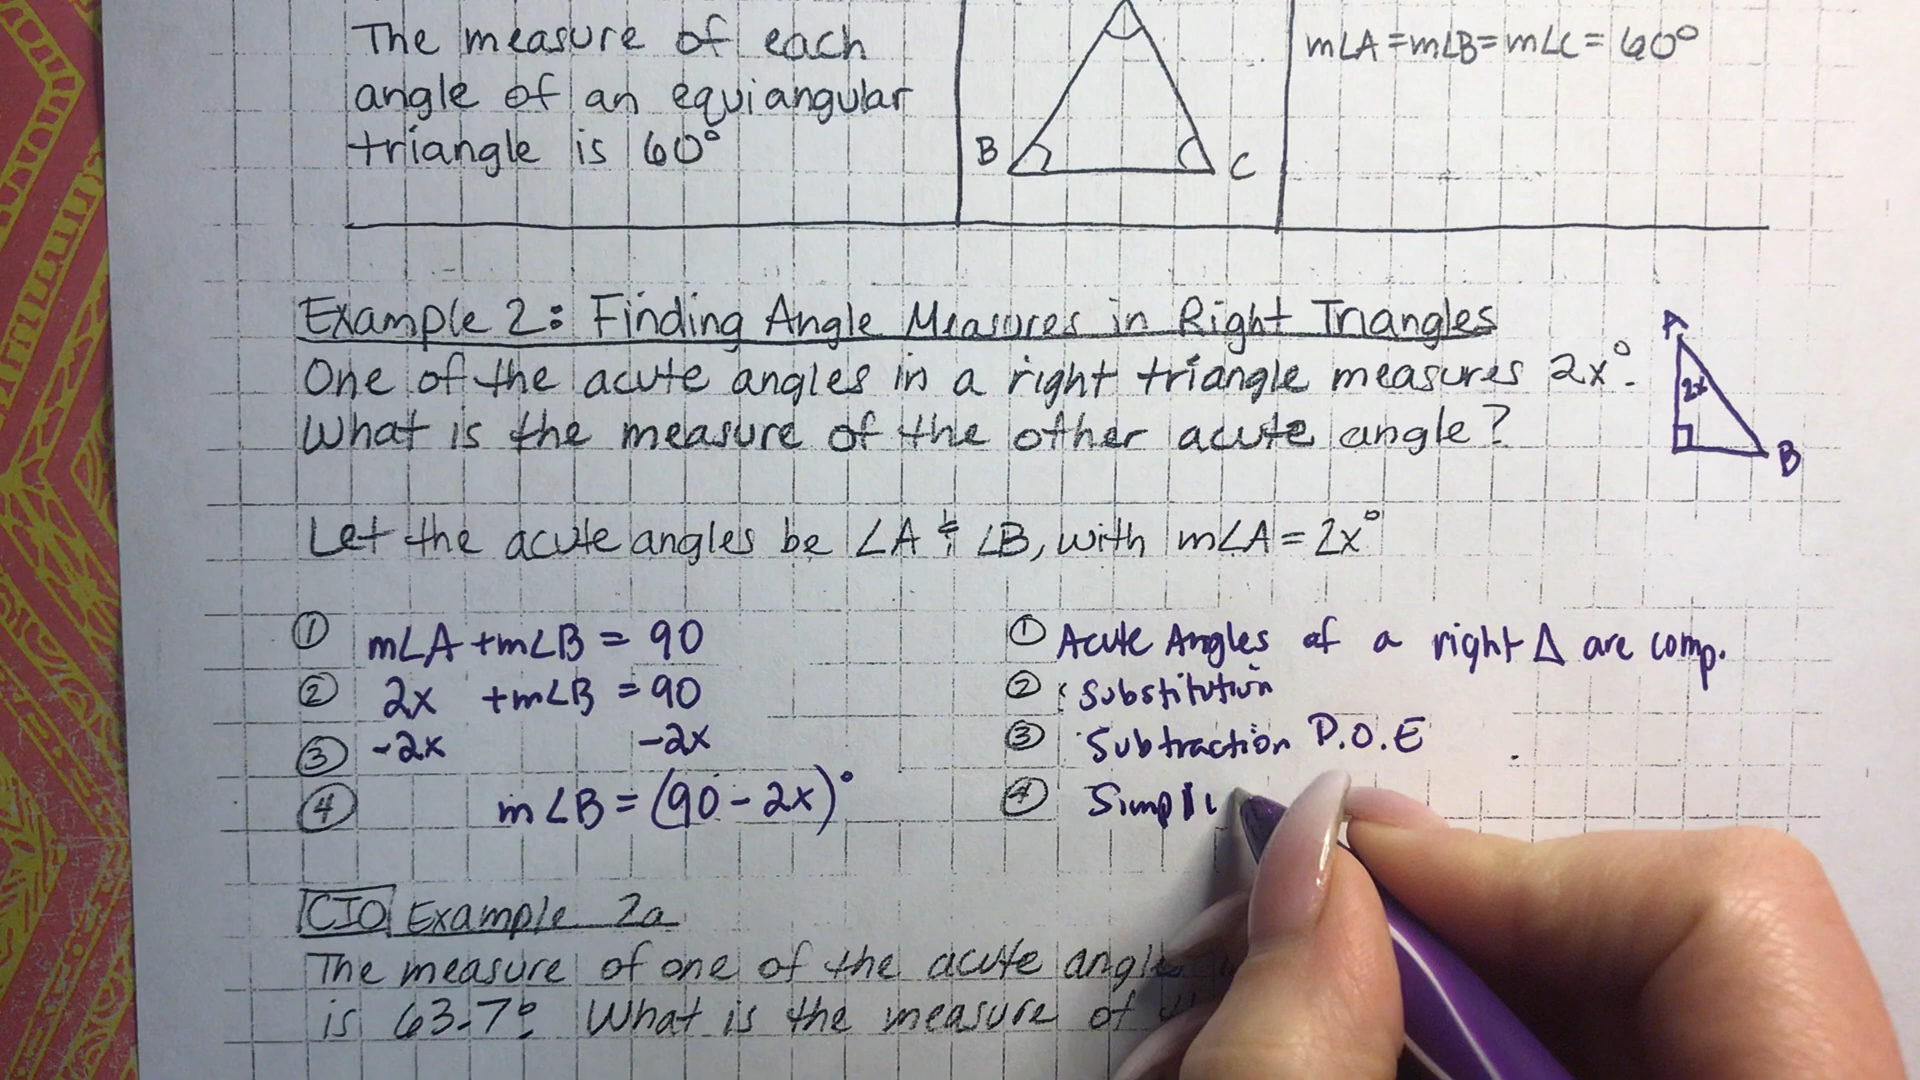 The measure of each
angle of an equiangular
triangle is 60°
B
C
m∠A=m∠B=m∠C= 60°
Example 2: Finding Angle Measures in Right Triangles
One of the acute angles in a right triangle measures 2x°.
What is the measure of the other acute angle?
A
2x
B
Let the acute angles be ∠A & ∠B, with m∠A = 2x°
① m∠A + m∠B = 90
② 2x + m∠B = 90
③ -2x -2x
④ m∠B = (90 - 2x)°
① Acute Angles of a right Δ are comp.
② Substitution
③ Subtraction P.O.E
④ Simpli
CIO Example 2a
The measure of one of the acute angles
is 63.7°. What is the measure of